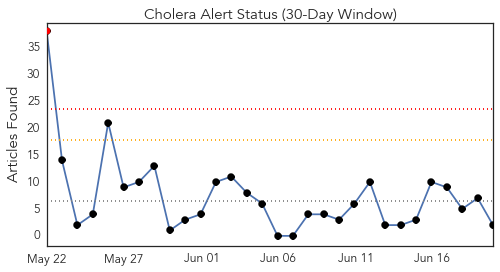 Cholera Alert Status (30-Day Window)
Articles Found
35
30
25
20
15
10
5
0
May 22 May 27 Jun 01 Jun 06 Jun 11 Jun 16